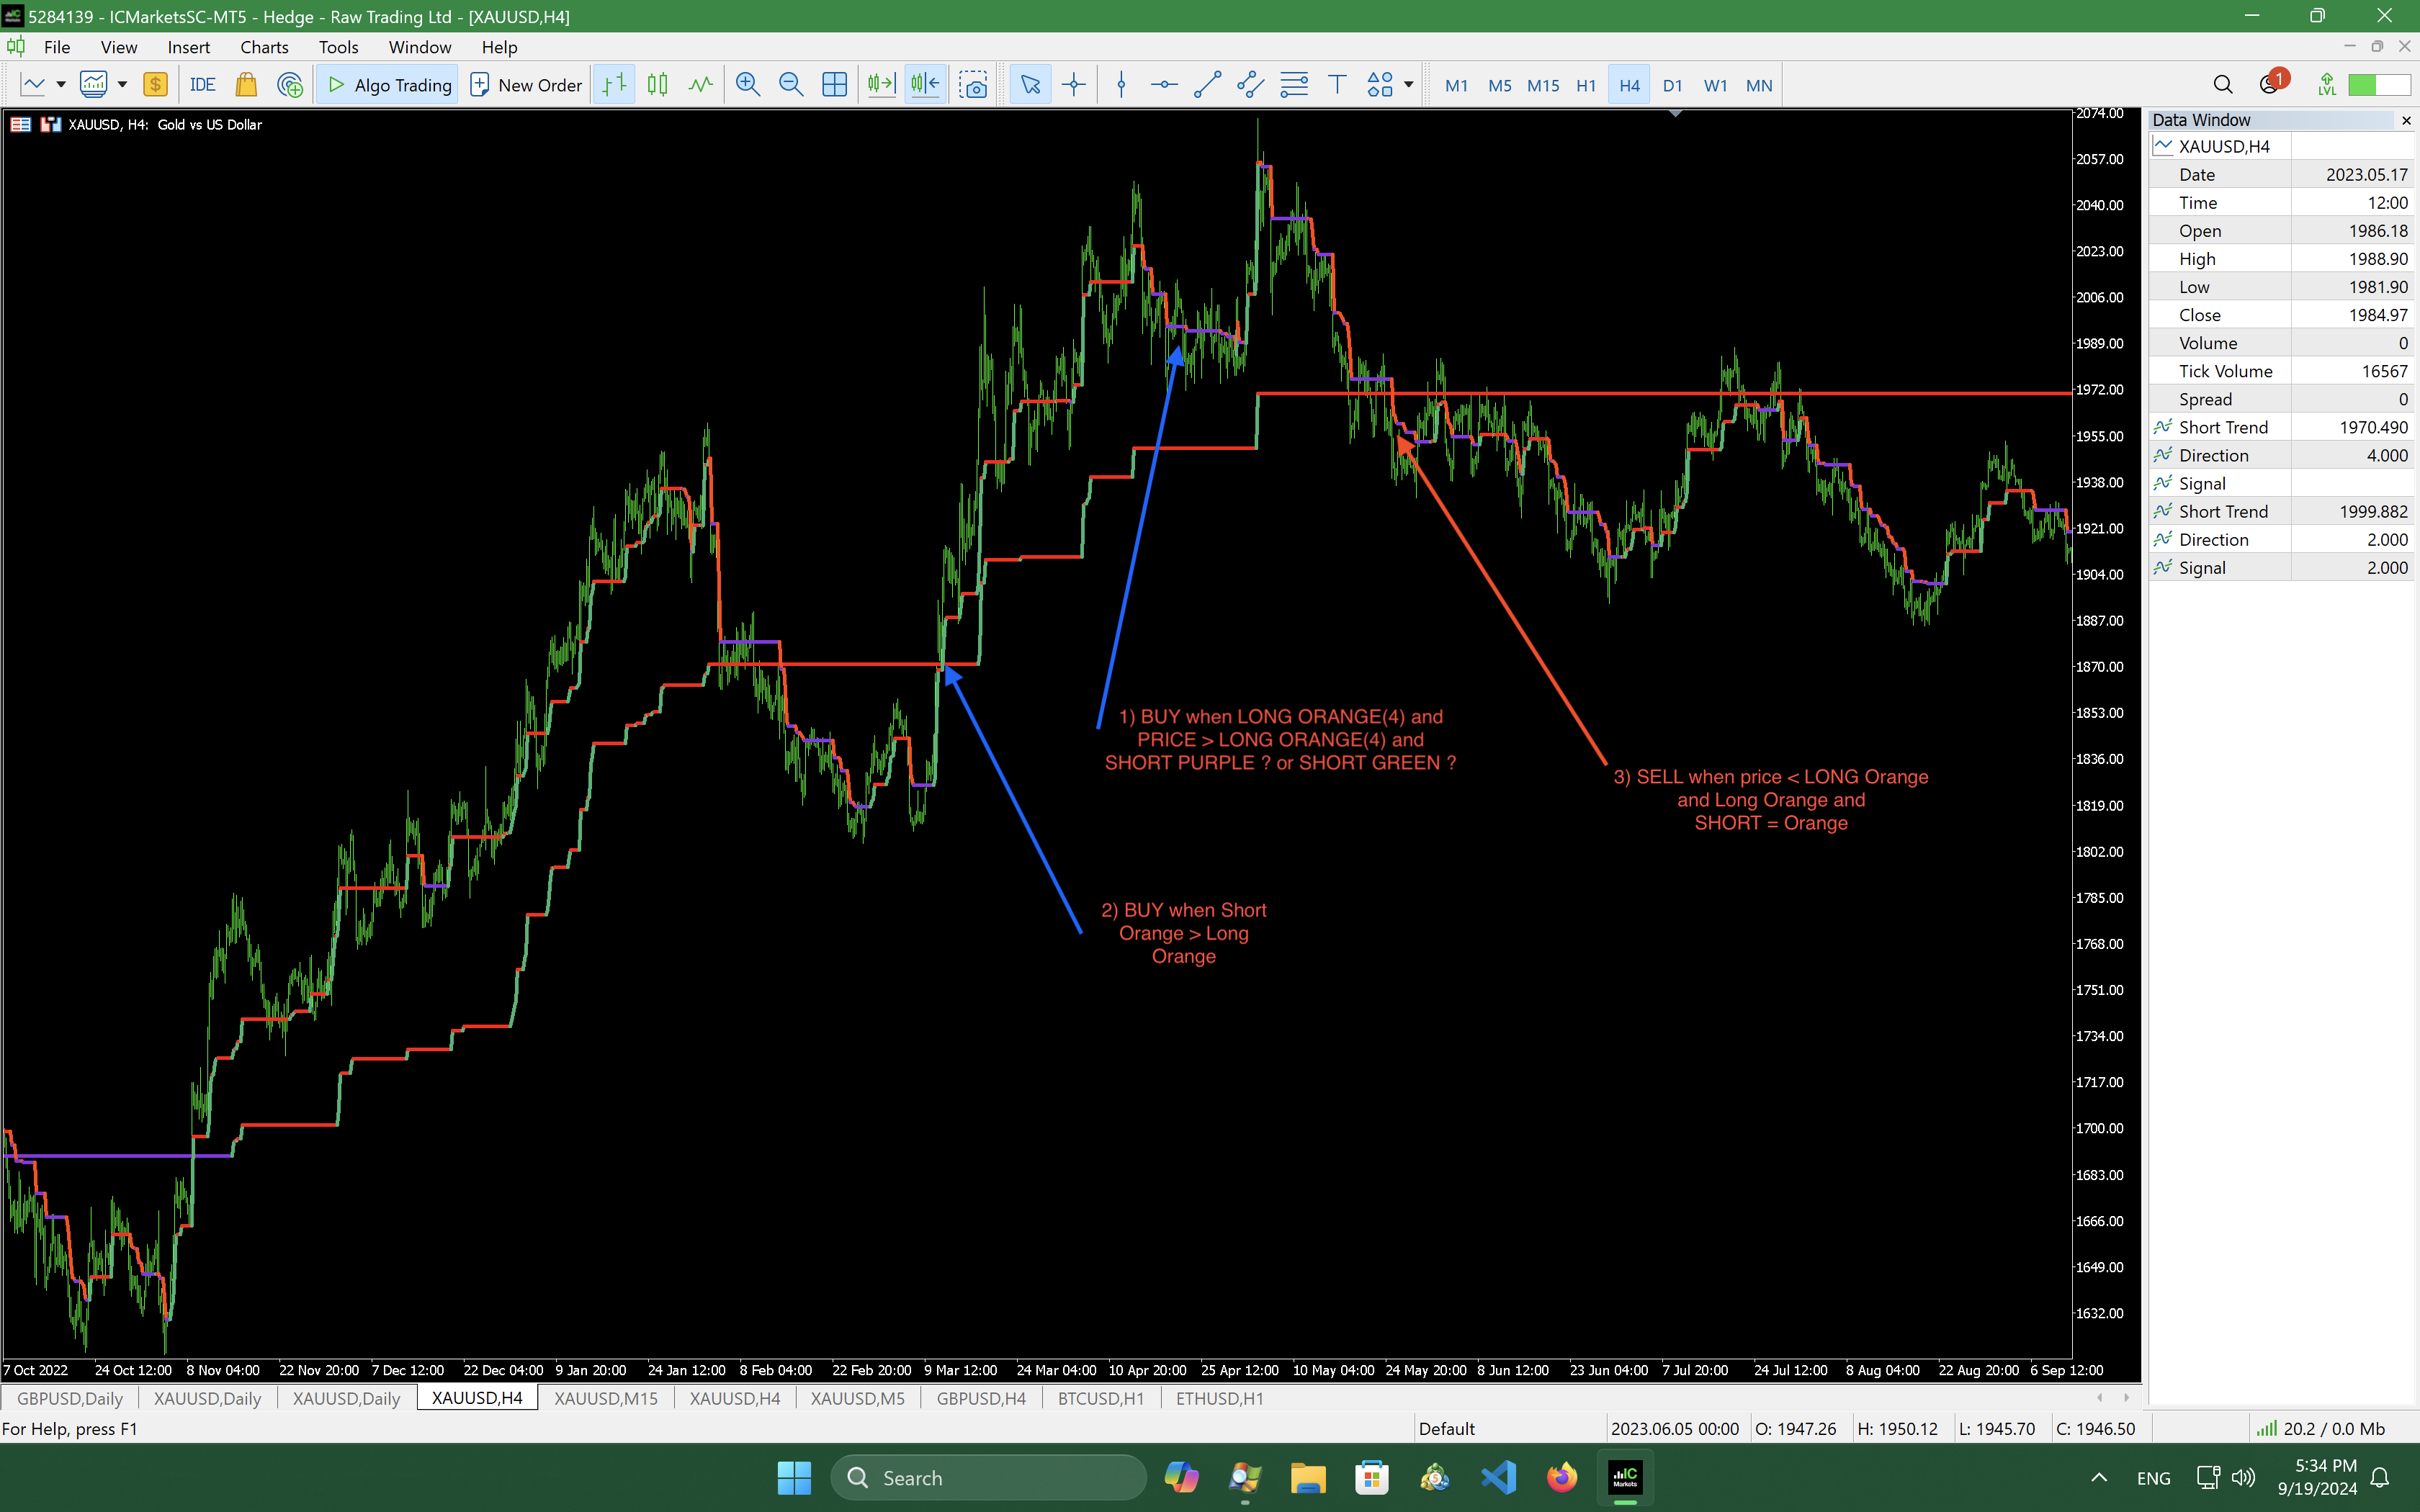 5284139 - ICMarketsSC-MT5 - Hedge - Raw Trading Ltd - [XAUUSD,H4]
File View Insert Charts Tools Window Help
IDE Algo Trading New Order M1 M5 M15 H1 H4 D1 W1 MN 1 LVL
XAUUSD, H4: Gold vs US Dollar
2074.00
2057.00
2040.00
2023.00
2006.00
1989.00
1972.00
1955.00
1938.00
1921.00
1904.00
1887.00
1870.00
1853.00
1836.00
1819.00
1802.00
1785.00
1768.00
1751.00
1734.00
1717.00
1700.00
1683.00
1666.00
1649.00
1632.00
1) BUY when LONG ORANGE(4) and
PRICE > LONG ORANGE(4) and
SHORT PURPLE ? or SHORT GREEN ?
3) SELL when price < LONG Orange
and Long Orange and
SHORT = Orange
2) BUY when Short
Orange > Long
Orange
7 Oct 2022 24 Oct 12:00 8 Nov 04:00 22 Nov 20:00 7 Dec 12:00 22 Dec 04:00 9 Jan 20:00 24 Jan 12:00 8 Feb 04:00 22 Feb 20:00 9 Mar 12:00 24 Mar 04:00 10 Apr 20:00 25 Apr 12:00 10 May 04:00 24 May 20:00 8 Jun 12:00 23 Jun 04:00 7 Jul 20:00 24 Jul 12:00 8 Aug 04:00 22 Aug 20:00 6 Sep 12:00
Data Window
XAUUSD,H4
Date 2023.05.17
Time 12:00
Open 1986.18
High 1988.90
Low 1981.90
Close 1984.97
Volume 0
Tick Volume 16567
Spread 0
Short Trend 1970.490
Direction 4.000
Signal
Short Trend 1999.882
Direction 2.000
Signal 2.000
GBPUSD,Daily XAUUSD,Daily XAUUSD,Daily XAUUSD,H4 XAUUSD,M15 XAUUSD,H4 XAUUSD,M5 GBPUSD,H4 BTCUSD,H1 ETHUSD,H1
For Help, press F1 Default 2023.06.05 00:00 O: 1947.26 H: 1950.12 L: 1945.70 C: 1946.50 20.2 / 0.0 Mb
Search IC Markets ENG 5:34 PM
9/19/2024